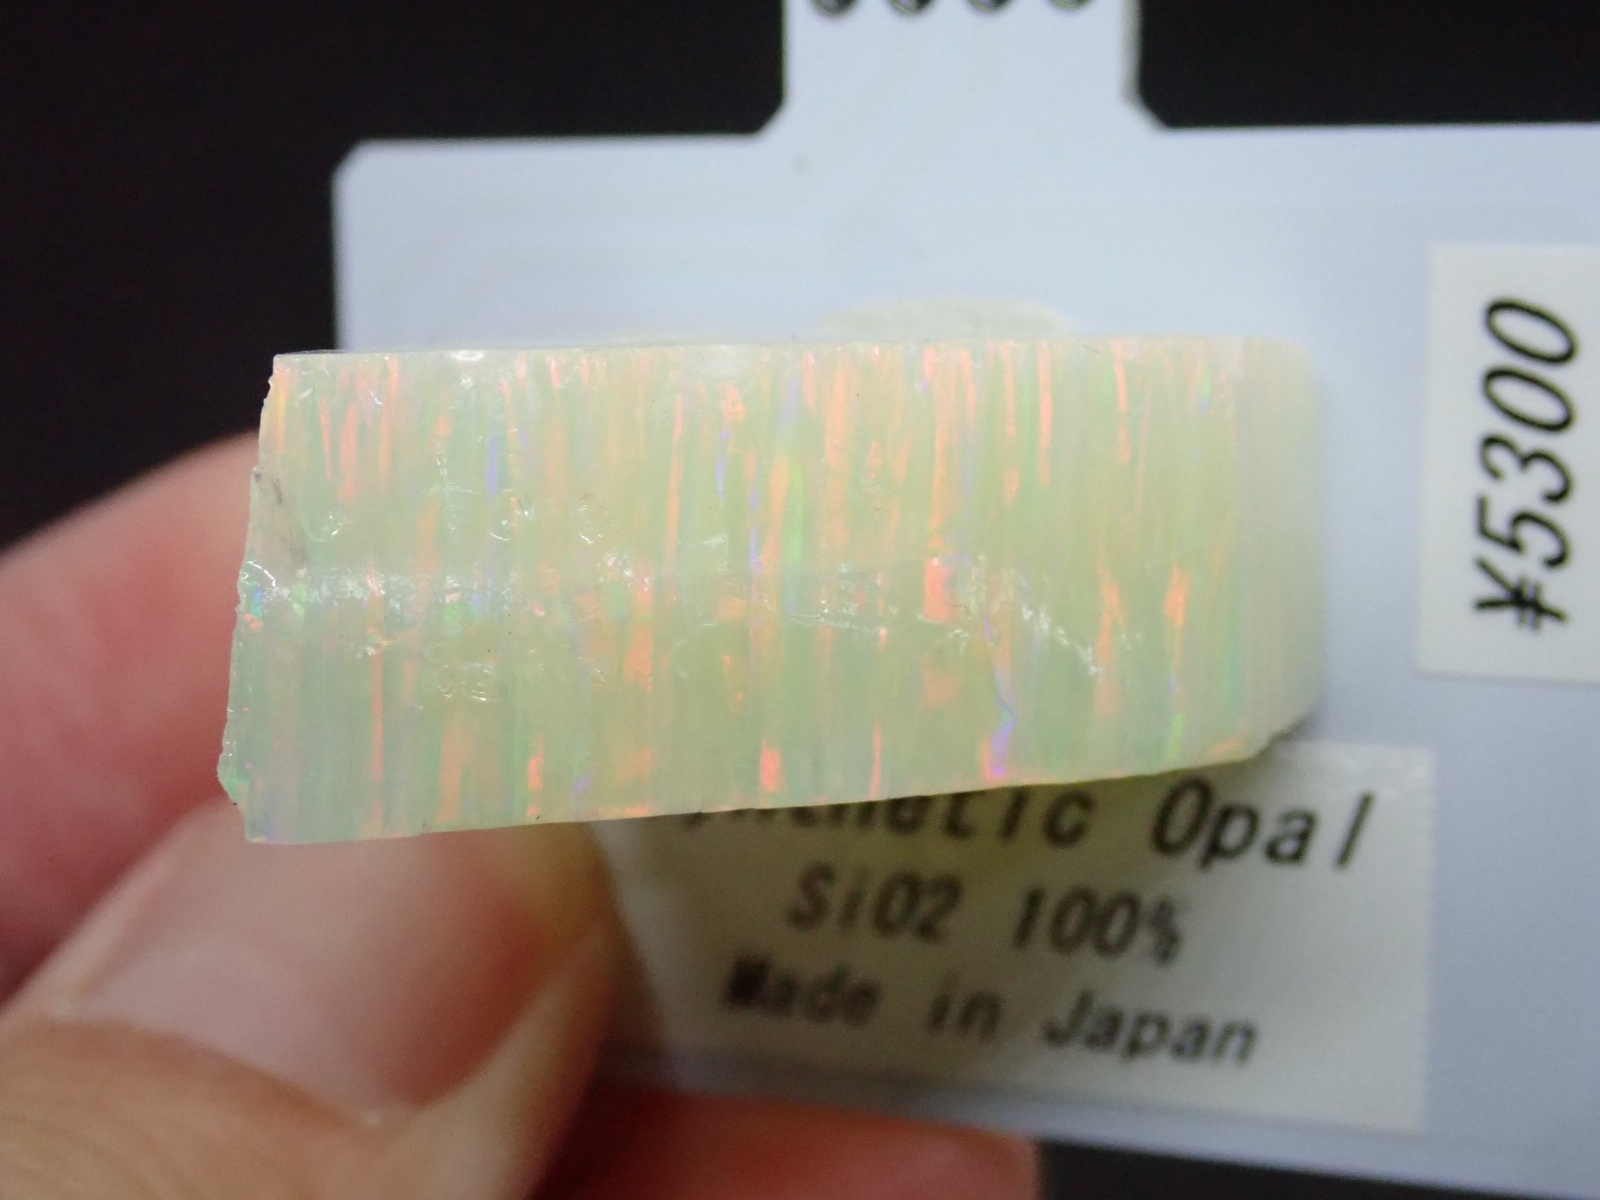 Opal
SiO2 100%
Made in Japan
¥5300